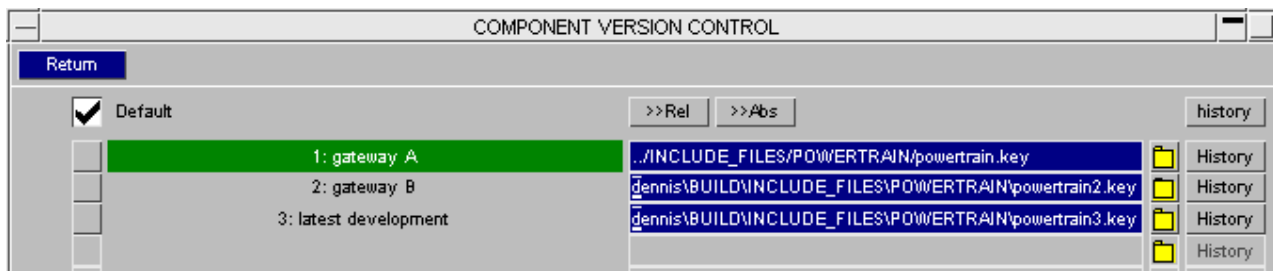 COMPONENT VERSION CONTROL
Return
Default >>Rel >>Abs history
1: gateway A ../INCLUDE_FILES/POWERTRAIN/powertrain.key History
2: gateway B dennis\BUILD\INCLUDE_FILES\POWERTRAIN\powertrain2.key History
3: latest development dennis\BUILD\INCLUDE_FILES\POWERTRAIN\powertrain3.key History
History